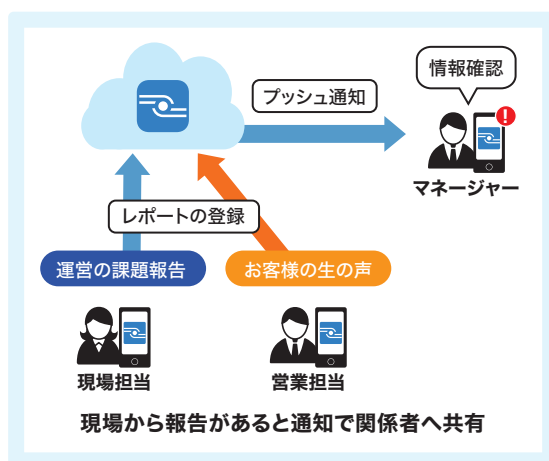 情報確認
プッシュ通知
マネージャー
レポートの登録
運営の課題報告
お客様の生の声
現場担当
営業担当
現場から報告があると通知で関係者へ共有